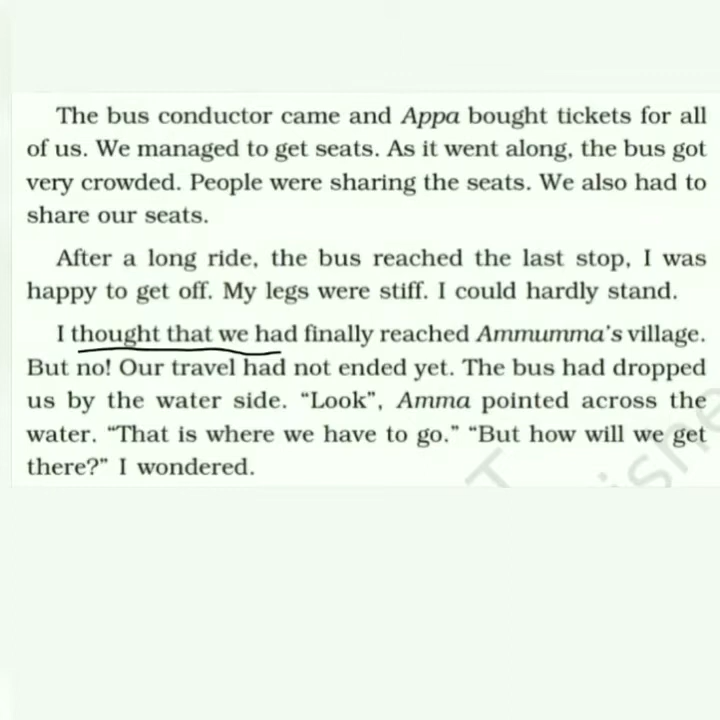 The bus conductor came and Appa bought tickets for all
of us. We managed to get seats. As it went along, the bus got
very crowded. People were sharing the seats. We also had to
share our seats.
After a long ride, the bus reached the last stop, I was
happy to get off. My legs were stiff. I could hardly stand.
I thought that we had finally reached Ammumma's village.
But no! Our travel had not ended yet. The bus had dropped
us by the water side. “Look”, Amma pointed across the
water. “That is where we have to go.” “But how will we get
there?” I wondered.